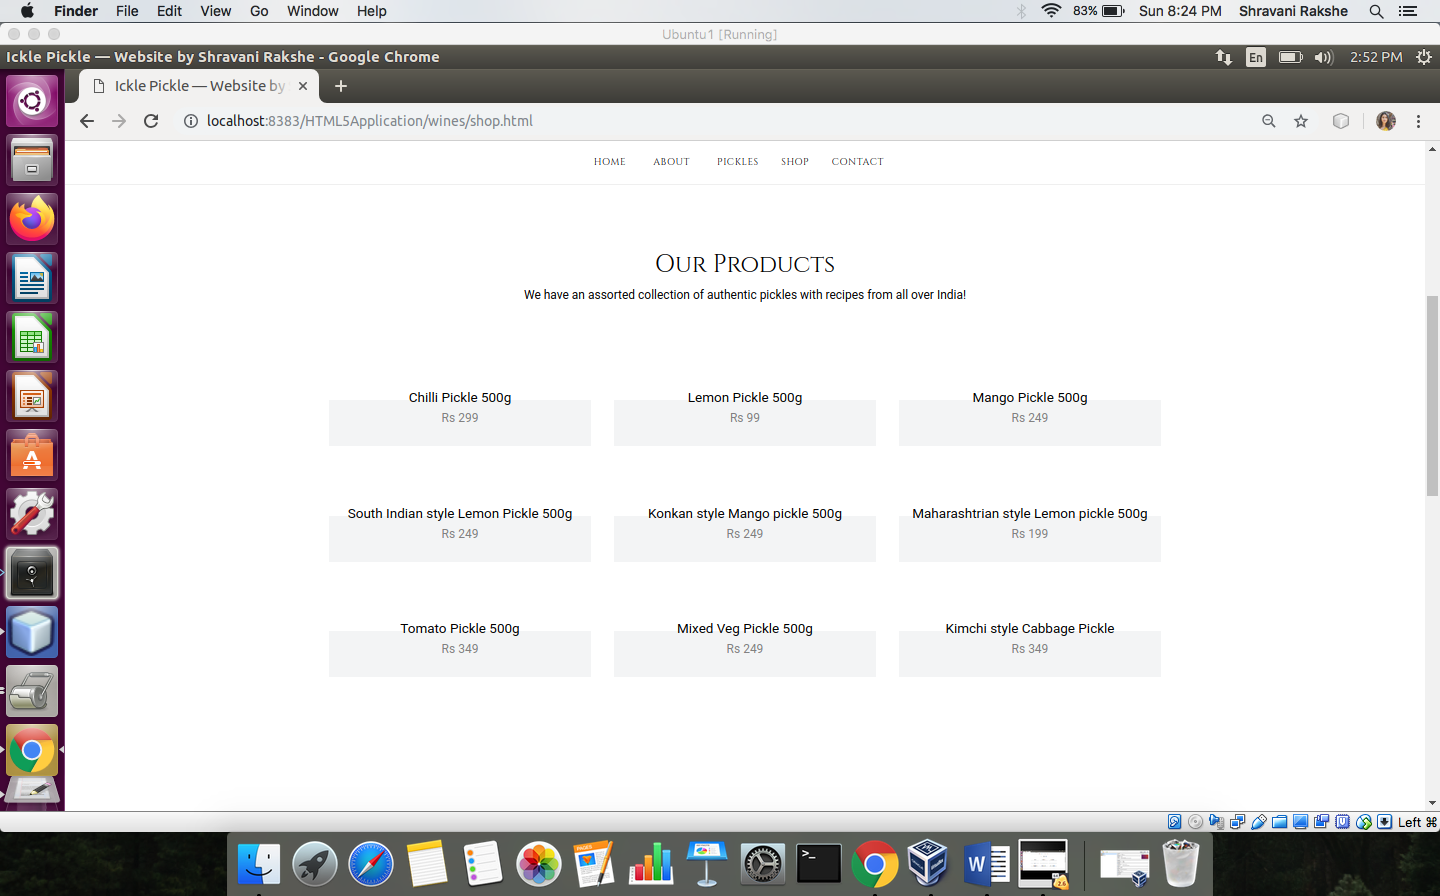 Finder File Edit View Go Window Help 83% Sun 8:24 PM Shravani Rakshe
Ubuntu1 [Running]
Ickle Pickle — Website by Shravani Rakshe - Google Chrome En 2:52 PM
Ickle Pickle — Website by
localhost:8383/HTML5Application/wines/shop.html
HOME ABOUT PICKLES SHOP CONTACT
Our Products
We have an assorted collection of authentic pickles with recipes from all over India!
Chilli Pickle 500g Lemon Pickle 500g Mango Pickle 500g
Rs 299 Rs 99 Rs 249
South Indian style Lemon Pickle 500g Konkan style Mango pickle 500g Maharashtrian style Lemon pickle 500g
Rs 249 Rs 249 Rs 199
Tomato Pickle 500g Mixed Veg Pickle 500g Kimchi style Cabbage Pickle
Rs 349 Rs 249 Rs 349
Left ⌘